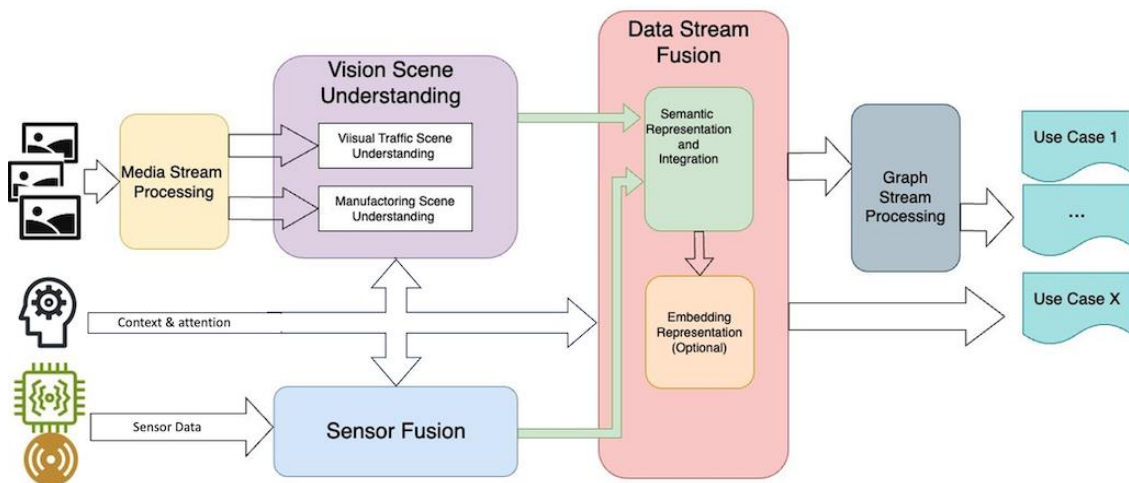 Vision Scene
Understanding
Viisual Traffic Scene
Understanding
Manufactoring Scene
Understanding
Media Stream
Processing
Data Stream
Fusion
Semantic
Representation
and
Integration
Embedding
Representation
(Optional)
Graph
Stream
Processing
Use Case 1
...
Use Case X
Context & attention
Sensor Data
Sensor Fusion